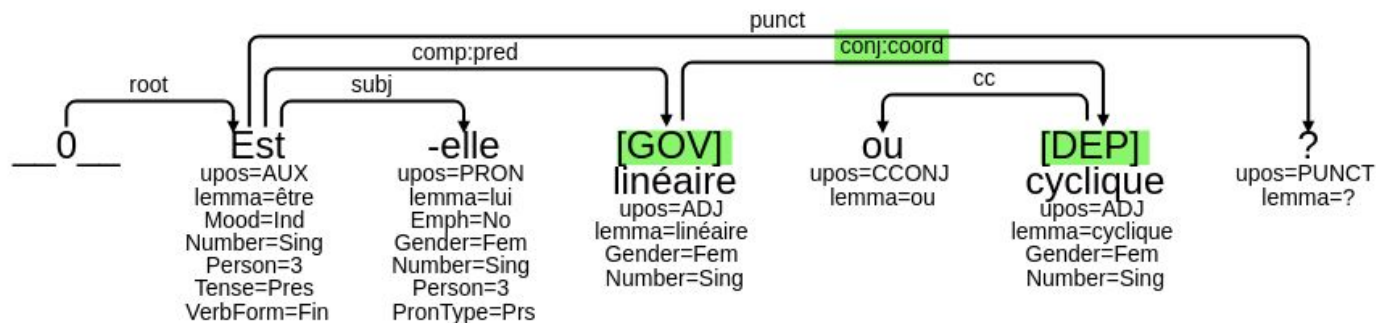 punct
comp:pred conj:coord
root subj cc
__0__ Est -elle [GOV] ou [DEP] ?
upos=AUX upos=PRON linéaire upos=CCONJ cyclique upos=PUNCT
lemma=être lemma=lui upos=ADJ lemma=ou upos=ADJ lemma=?
Mood=Ind Emph=No lemma=linéaire lemma=cyclique
Number=Sing Gender=Fem Gender=Fem Gender=Fem
Person=3 Number=Sing Number=Sing Number=Sing
Tense=Pres Person=3
VerbForm=Fin PronType=Prs